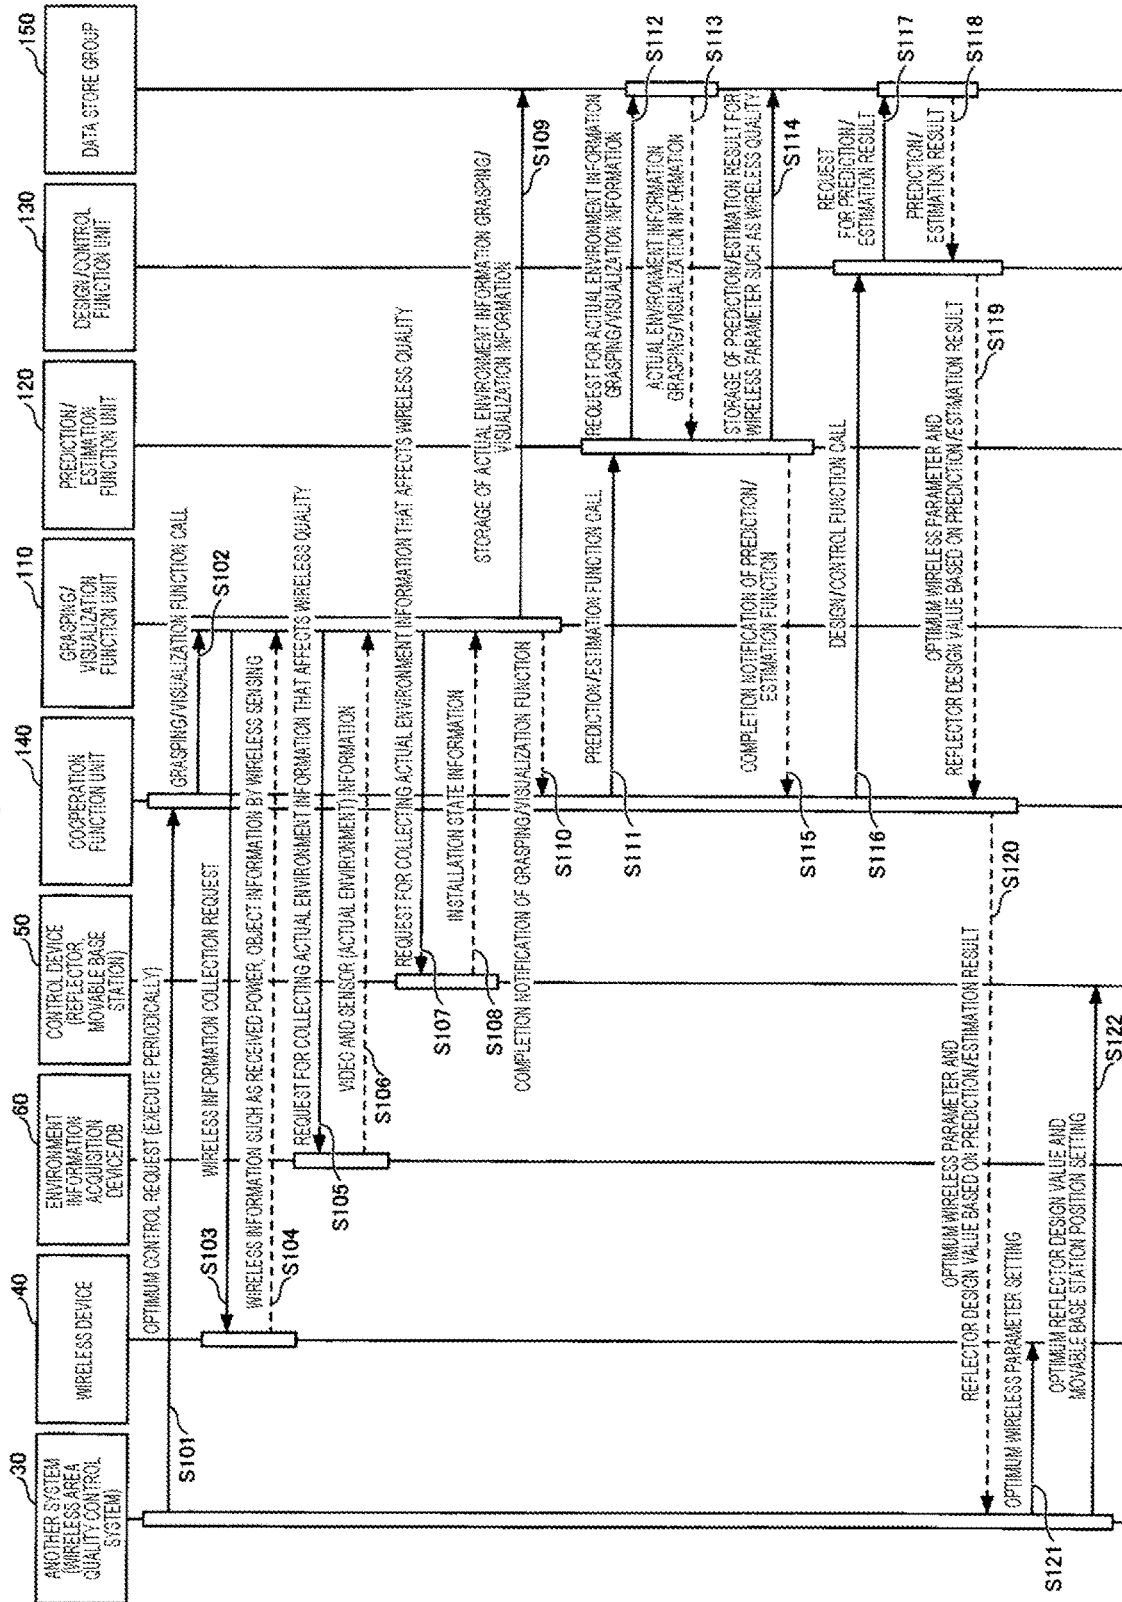 30
ANOTHER SYSTEM
(WIRELESS AREA
QUALITY CONTROL
SYSTEM)
40
WIRELESS DEVICE
60
ENVIRONMENT
INFORMATION
ACQUISITION
DEVICE/DB
50
CONTROL DEVICE
(REFLECTOR,
MOVABLE BASE
STATION)
140
COOPERATION
FUNCTION UNIT
110
GRASPING/
VISUALIZATION
FUNCTION UNIT
120
PREDICTION/
ESTIMATION
FUNCTION UNIT
130
DESIGN/CONTROL
FUNCTION UNIT
150
DATA STORE GROUP
OPTIMUM CONTROL REQUEST (EXECUTE PERIODICALLY)
S101
GRASPING/VISUALIZATION FUNCTION CALL
S102
WIRELESS INFORMATION COLLECTION REQUEST
S103
WIRELESS INFORMATION SUCH AS RECEIVED POWER, OBJECT INFORMATION BY WIRELESS SENSING
S104
REQUEST FOR COLLECTING ACTUAL ENVIRONMENT INFORMATION THAT AFFECTS WIRELESS QUALITY
S105
VIDEO AND SENSOR (ACTUAL ENVIRONMENT) INFORMATION
S106
REQUEST FOR COLLECTING ACTUAL ENVIRONMENT INFORMATION THAT AFFECTS WIRELESS QUALITY
S107
INSTALLATION STATE INFORMATION
S108
STORAGE OF ACTUAL ENVIRONMENT INFORMATION GRASPING/
VISUALIZATION INFORMATION
S109
COMPLETION NOTIFICATION OF GRASPING/VISUALIZATION FUNCTION
S110
PREDICTION/ESTIMATION FUNCTION CALL
S111
REQUEST FOR ACTUAL ENVIRONMENT INFORMATION
GRASPING/VISUALIZATION INFORMATION
S112
ACTUAL ENVIRONMENT INFORMATION
GRASPING/VISUALIZATION INFORMATION
S113
STORAGE OF PREDICTION/ESTIMATION RESULT FOR
WIRELESS PARAMETER SUCH AS WIRELESS QUALITY
S114
COMPLETION NOTIFICATION OF PREDICTION/
ESTIMATION FUNCTION
S115
DESIGN/CONTROL FUNCTION CALL
S116
REQUEST
FOR PREDICTION/
ESTIMATION RESULT
S117
PREDICTION/
ESTIMATION RESULT
S118
OPTIMUM WIRELESS PARAMETER AND
REFLECTOR DESIGN VALUE BASED ON PREDICTION/ESTIMATION RESULT
S119
OPTIMUM WIRELESS PARAMETER AND
REFLECTOR DESIGN VALUE BASED ON PREDICTION/ESTIMATION RESULT
S120
OPTIMUM WIRELESS PARAMETER SETTING
S121
OPTIMUM REFLECTOR DESIGN VALUE AND
MOVABLE BASE STATION POSITION SETTING
S122